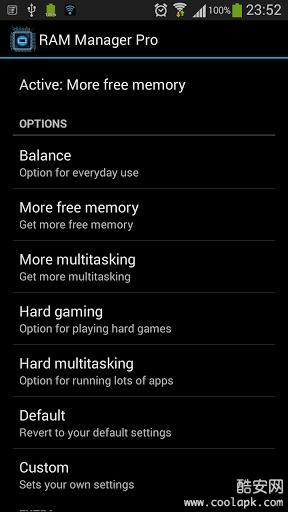 100% 23:52
RAM Manager Pro
Active: More free memory
OPTIONS
Balance
Option for everyday use
More free memory
Get more free memory
More multitasking
Get more multitasking
Hard gaming
Option for playing hard games
Hard multitasking
Option for running lots of apps
Default
Revert to your default settings
Custom
Sets your own settings
酷安网
www.coolapk.com